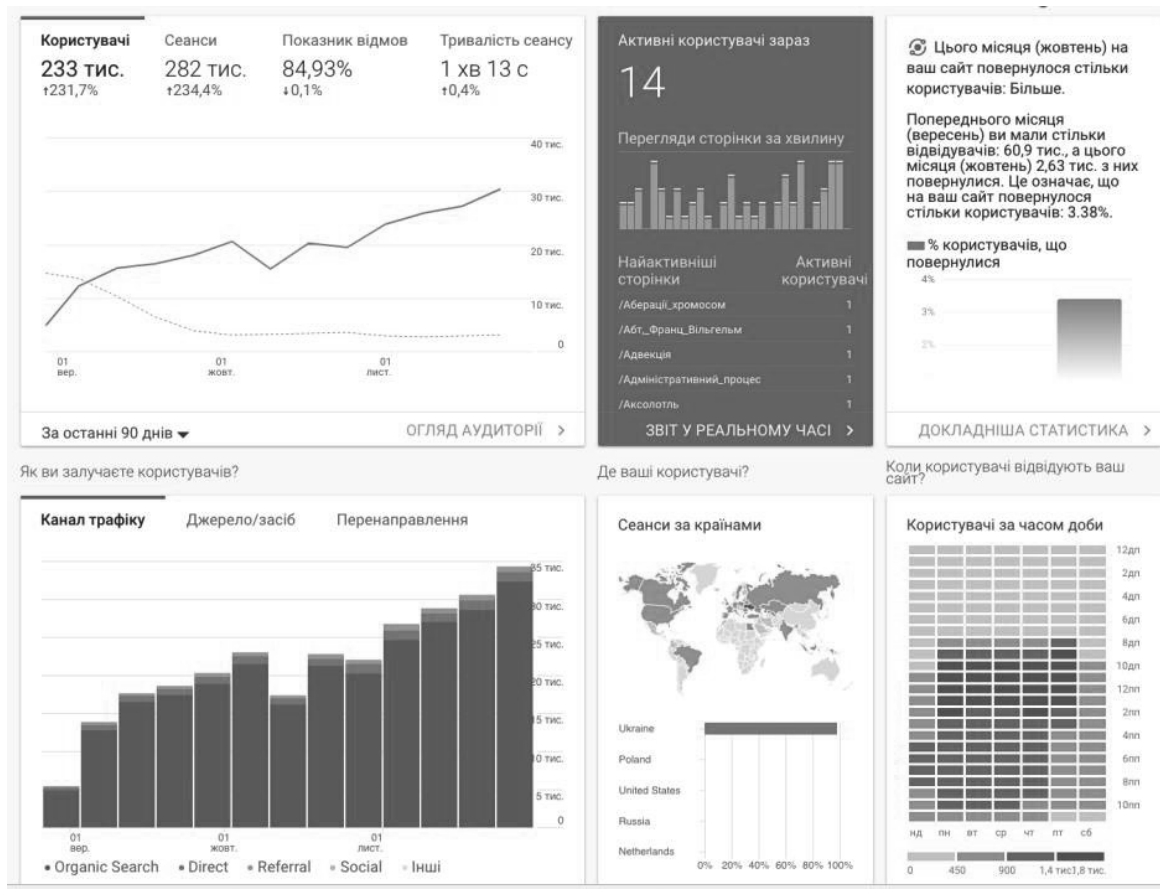 Користувачі
Сеанси
Показник відмов
Тривалість сеансу
233 тис.
282 тис.
84,93%
1 хв 13 с
↑231,7%
↑234,4%
↓0,1%
↑0,4%
40 тис.
30 тис.
20 тис.
10 тис.
0
01
вер.
01
жовт.
01
лист.
За останні 90 днів
ОГЛЯД АУДИТОРІЇ >
Активні користувачі зараз
14
Перегляди сторінки за хвилину
Найактивніші
сторінки
Активні
користувачі
/Аберації_хромосом 1
/Абт,_Франц_Вільгельм 1
/Адвекція 1
/Адміністративний_процес 1
/Аксолотль 1
ЗВІТ У РЕАЛЬНОМУ ЧАСІ >
Цього місяця (жовтень) на
ваш сайт повернулося стільки
користувачів: Більше.
Попереднього місяця
(вересень) ви мали стільки
відвідувачів: 60,9 тис., а цього
місяця (жовтень) 2,63 тис. з них
повернулися. Це означає, що
на ваш сайт повернулося
стільки користувачів: 3.38%.
% користувачів, що
повернулися
4%
3%
2%
ДОКЛАДНІША СТАТИСТИКА >
Як ви залучаєте користувачів?
Канал трафіку
Джерело/засіб
Перенаправлення
35 тис.
30 тис.
25 тис.
20 тис.
15 тис.
10 тис.
5 тис.
0
01
вер.
01
жовт.
01
лист.
Organic Search
Direct
Referral
Social
Інші
Де ваші користувачі?
Сеанси за країнами
Ukraine
Poland
United States
Russia
Netherlands
0% 20% 40% 60% 80% 100%
Коли користувачі відвідують ваш
сайт?
Користувачі за часом доби
12дп
2дп
4дп
6дп
8дп
10дп
12пп
2пп
4пп
6пп
8пп
10пп
нд пн вт ср чт пт сб
0 450 900 1,4 тис. 1,8 тис.